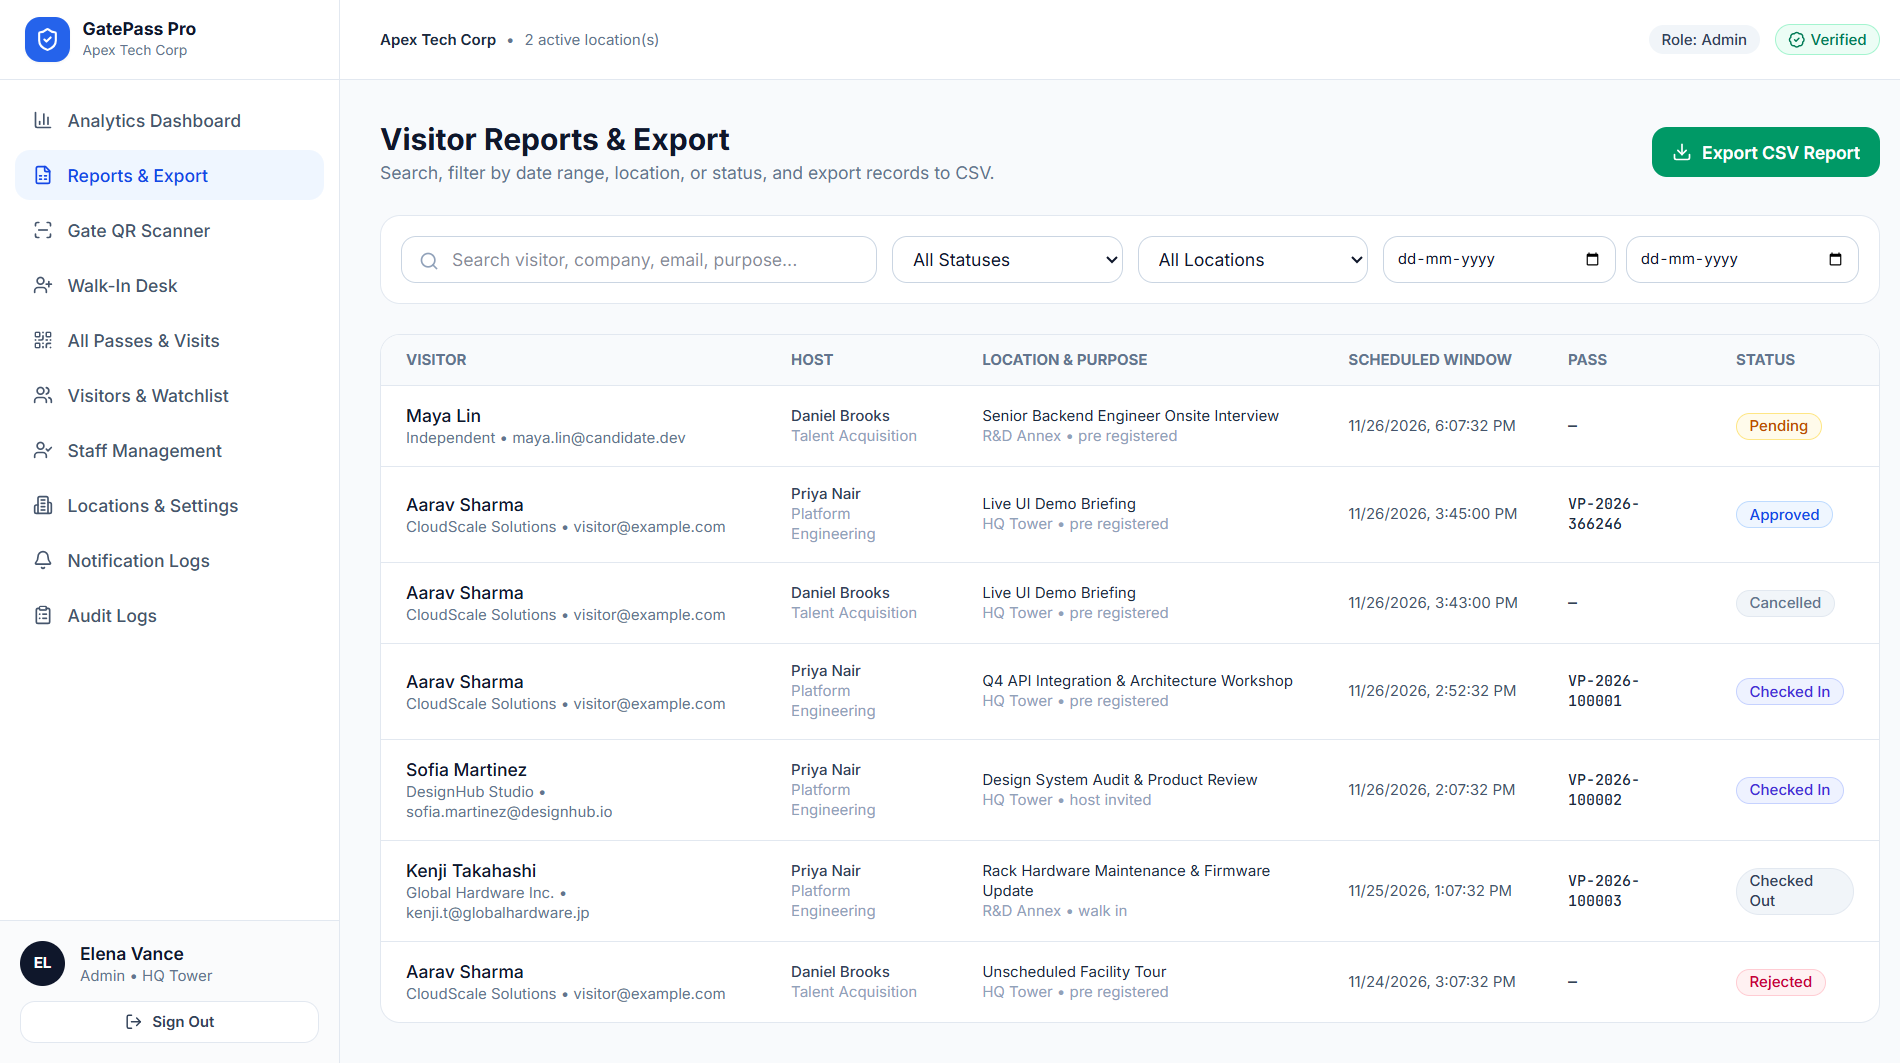 GatePass Pro
Apex Tech Corp
Apex Tech Corp • 2 active location(s)
Role: Admin
Verified
Analytics Dashboard
Reports & Export
Gate QR Scanner
Walk-In Desk
All Passes & Visits
Visitors & Watchlist
Staff Management
Locations & Settings
Notification Logs
Audit Logs
EL
Elena Vance
Admin • HQ Tower
Sign Out
Visitor Reports & Export
Search, filter by date range, location, or status, and export records to CSV.
Export CSV Report
Search visitor, company, email, purpose...
All Statuses
All Locations
dd-mm-yyyy
dd-mm-yyyy
VISITOR
HOST
LOCATION & PURPOSE
SCHEDULED WINDOW
PASS
STATUS
Maya Lin
Independent • maya.lin@candidate.dev
Daniel Brooks
Talent Acquisition
Senior Backend Engineer Onsite Interview
R&D Annex • pre registered
11/26/2026, 6:07:32 PM
–
Pending
Aarav Sharma
CloudScale Solutions • visitor@example.com
Priya Nair
Platform
Engineering
Live UI Demo Briefing
HQ Tower • pre registered
11/26/2026, 3:45:00 PM
VP-2026-
366246
Approved
Aarav Sharma
CloudScale Solutions • visitor@example.com
Daniel Brooks
Talent Acquisition
Live UI Demo Briefing
HQ Tower • pre registered
11/26/2026, 3:43:00 PM
–
Cancelled
Aarav Sharma
CloudScale Solutions • visitor@example.com
Priya Nair
Platform
Engineering
Q4 API Integration & Architecture Workshop
HQ Tower • pre registered
11/26/2026, 2:52:32 PM
VP-2026-
100001
Checked In
Sofia Martinez
DesignHub Studio •
sofia.martinez@designhub.io
Priya Nair
Platform
Engineering
Design System Audit & Product Review
HQ Tower • host invited
11/26/2026, 2:07:32 PM
VP-2026-
100002
Checked In
Kenji Takahashi
Global Hardware Inc. •
kenji.t@globalhardware.jp
Priya Nair
Platform
Engineering
Rack Hardware Maintenance & Firmware
Update
R&D Annex • walk in
11/25/2026, 1:07:32 PM
VP-2026-
100003
Checked
Out
Aarav Sharma
CloudScale Solutions • visitor@example.com
Daniel Brooks
Talent Acquisition
Unscheduled Facility Tour
HQ Tower • pre registered
11/24/2026, 3:07:32 PM
–
Rejected